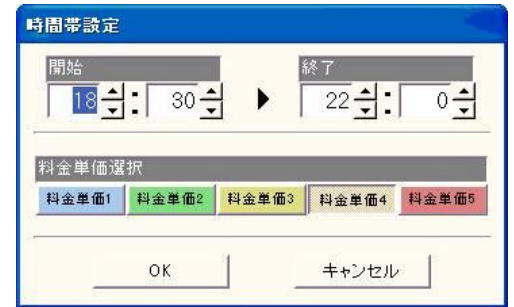 時間帯設定
開始 終了
18 : 30 ▶ 22 : 0
料金単価選択
料金単価1 料金単価2 料金単価3 料金単価4 料金単価5
OK キャンセル